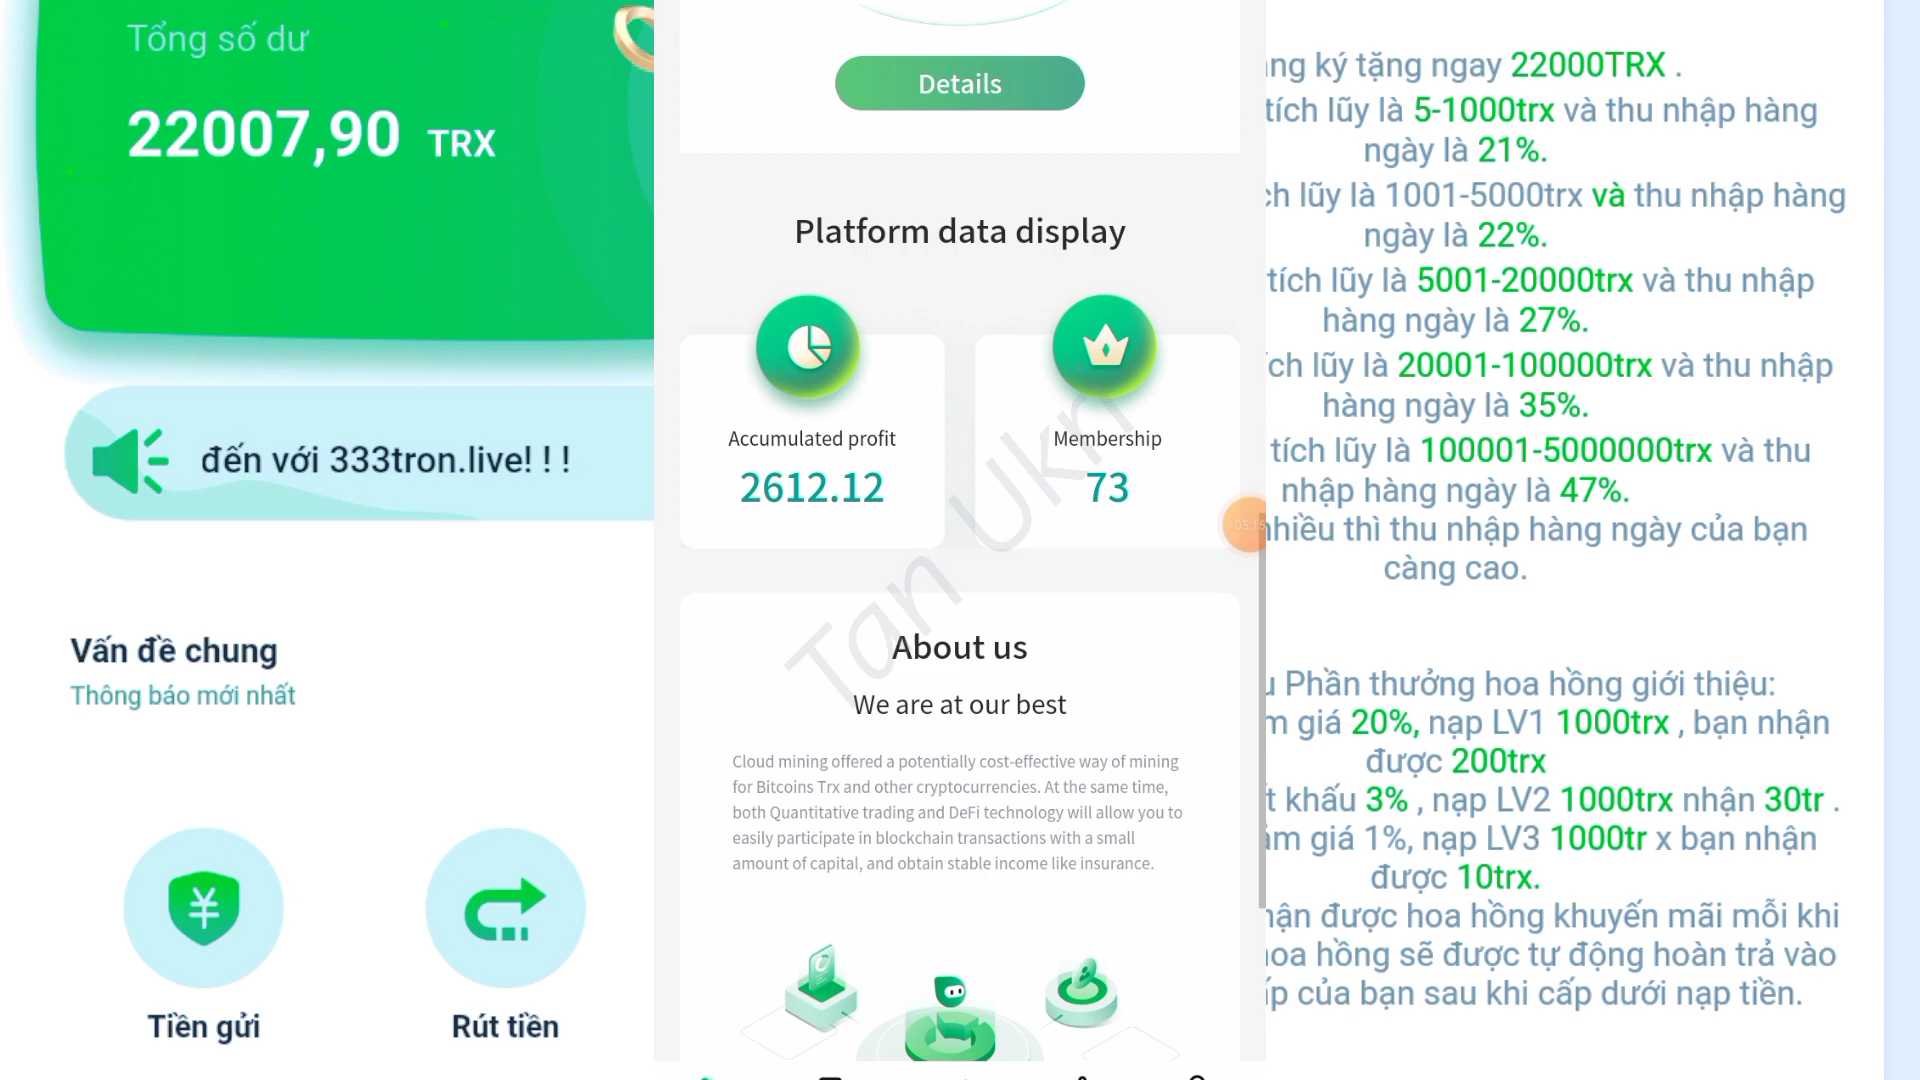 Tổng số dư
22007,90 TRX
đến với 333tron.live! ! !
Vấn đề chung
Thông báo mới nhất
Tiền gửi
Rút tiền
Details
Platform data display
Accumulated profit
2612.12
Membership
73
About us
We are at our best
Cloud mining offered a potentially cost-effective way of mining
for Bitcoins Trx and other cryptocurrencies. At the same time,
both Quantitative trading and DeFi technology will allow you to
easily participate in blockchain transactions with a small
amount of capital, and obtain stable income like insurance.
Tan Ukn
05:15
ký tặng ngay 22000TRX .
tích lũy là 5-1000trx và thu nhập hàng
ngày là 21%.
lũy là 1001-5000trx và thu nhập hàng
ngày là 22%.
tích lũy là 5001-20000trx và thu nhập
hàng ngày là 27%.
lũy là 20001-100000trx và thu nhập
hàng ngày là 35%.
tích lũy là 100001-5000000trx và thu
nhập hàng ngày là 47%.
nhiều thì thu nhập hàng ngày của bạn
càng cao.
Phần thưởng hoa hồng giới thiệu:
giá 20%, nạp LV1 1000trx , bạn nhận
được 200trx
khấu 3% , nạp LV2 1000trx nhận 30tr .
giá 1%, nạp LV3 1000tr x bạn nhận
được 10trx.
được hoa hồng khuyến mãi mỗi khi
hoa hồng sẽ được tự động hoàn trả vào
của bạn sau khi cấp dưới nạp tiền.